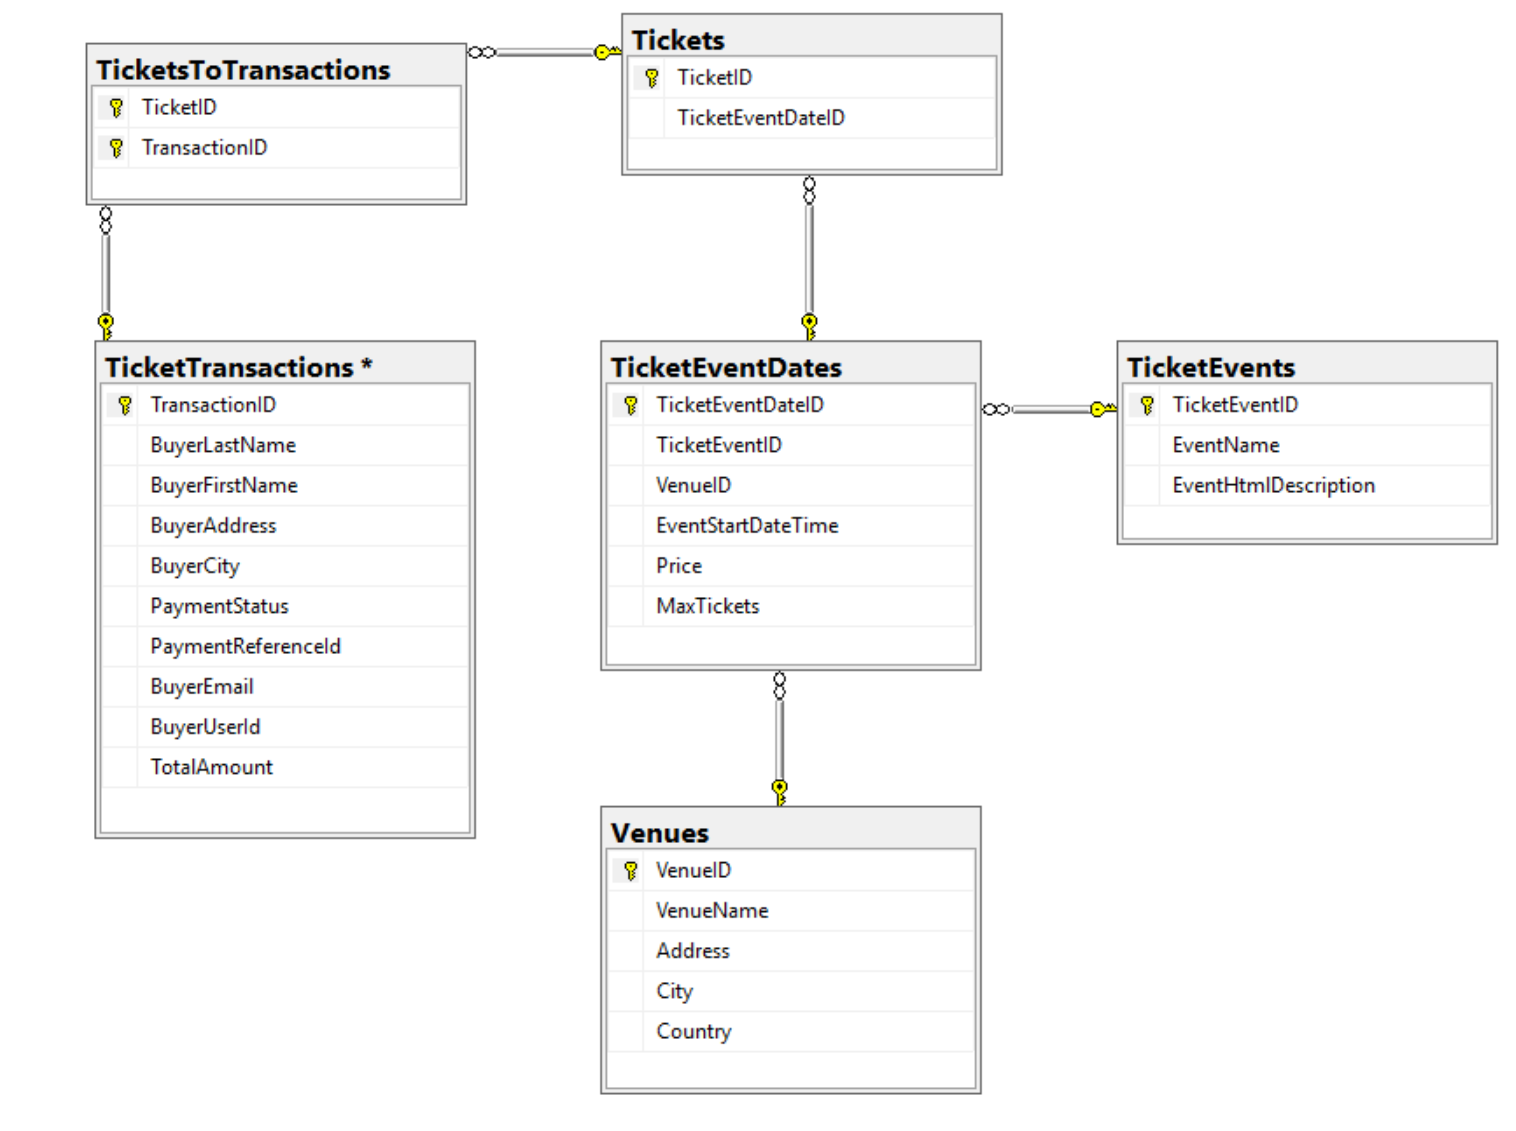 TicketsToTransactions
TicketID
TransactionID
Tickets
TicketID
TicketEventDateID
TicketTransactions *
TransactionID
BuyerLastName
BuyerFirstName
BuyerAddress
BuyerCity
PaymentStatus
PaymentReferenceId
BuyerEmail
BuyerUserId
TotalAmount
TicketEventDates
TicketEventDateID
TicketEventID
VenueID
EventStartDateTime
Price
MaxTickets
TicketEvents
TicketEventID
EventName
EventHtmlDescription
Venues
VenueID
VenueName
Address
City
Country